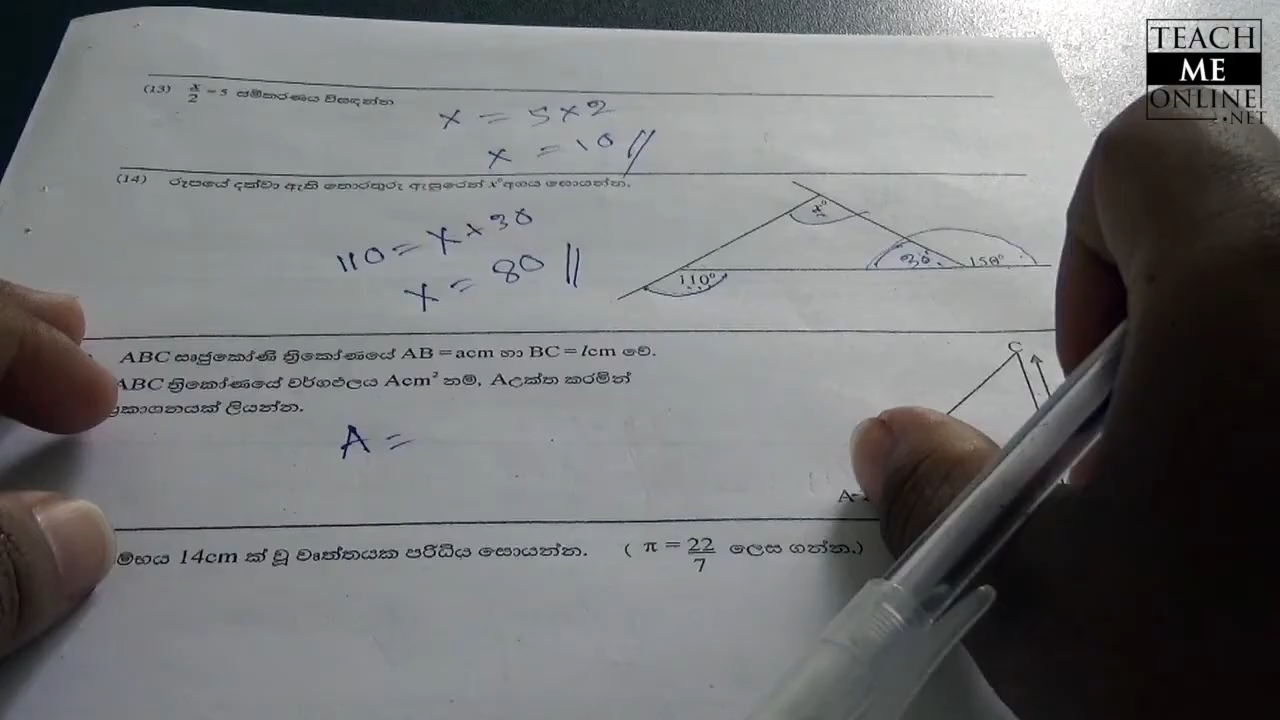 TEACH
ME
ONLINE
.NET
(13) x/2 = 5 සමීකරණය විසඳන්න
x = 5 x 2
x = 10 //
(14) රූපයේ දක්වා ඇති තොරතුරු ඇසුරෙන් x° අගය සොයන්න.
110 = x + 30
x = 80 //
x°
110°
30
150°
ABC ඍජුකෝණී ත්‍රිකෝණයේ AB = acm හා BC = lcm වේ.
ABC ත්‍රිකෝණයේ වර්ගඵලය Acm² නම්, A උක්ත කරමින්
ප්‍රකාශනයක් ලියන්න.
A =
C
A
14cm ක් වූ වෘත්තයක පරිධිය සොයන්න. ( π = 22/7 ලෙස ගන්න.)